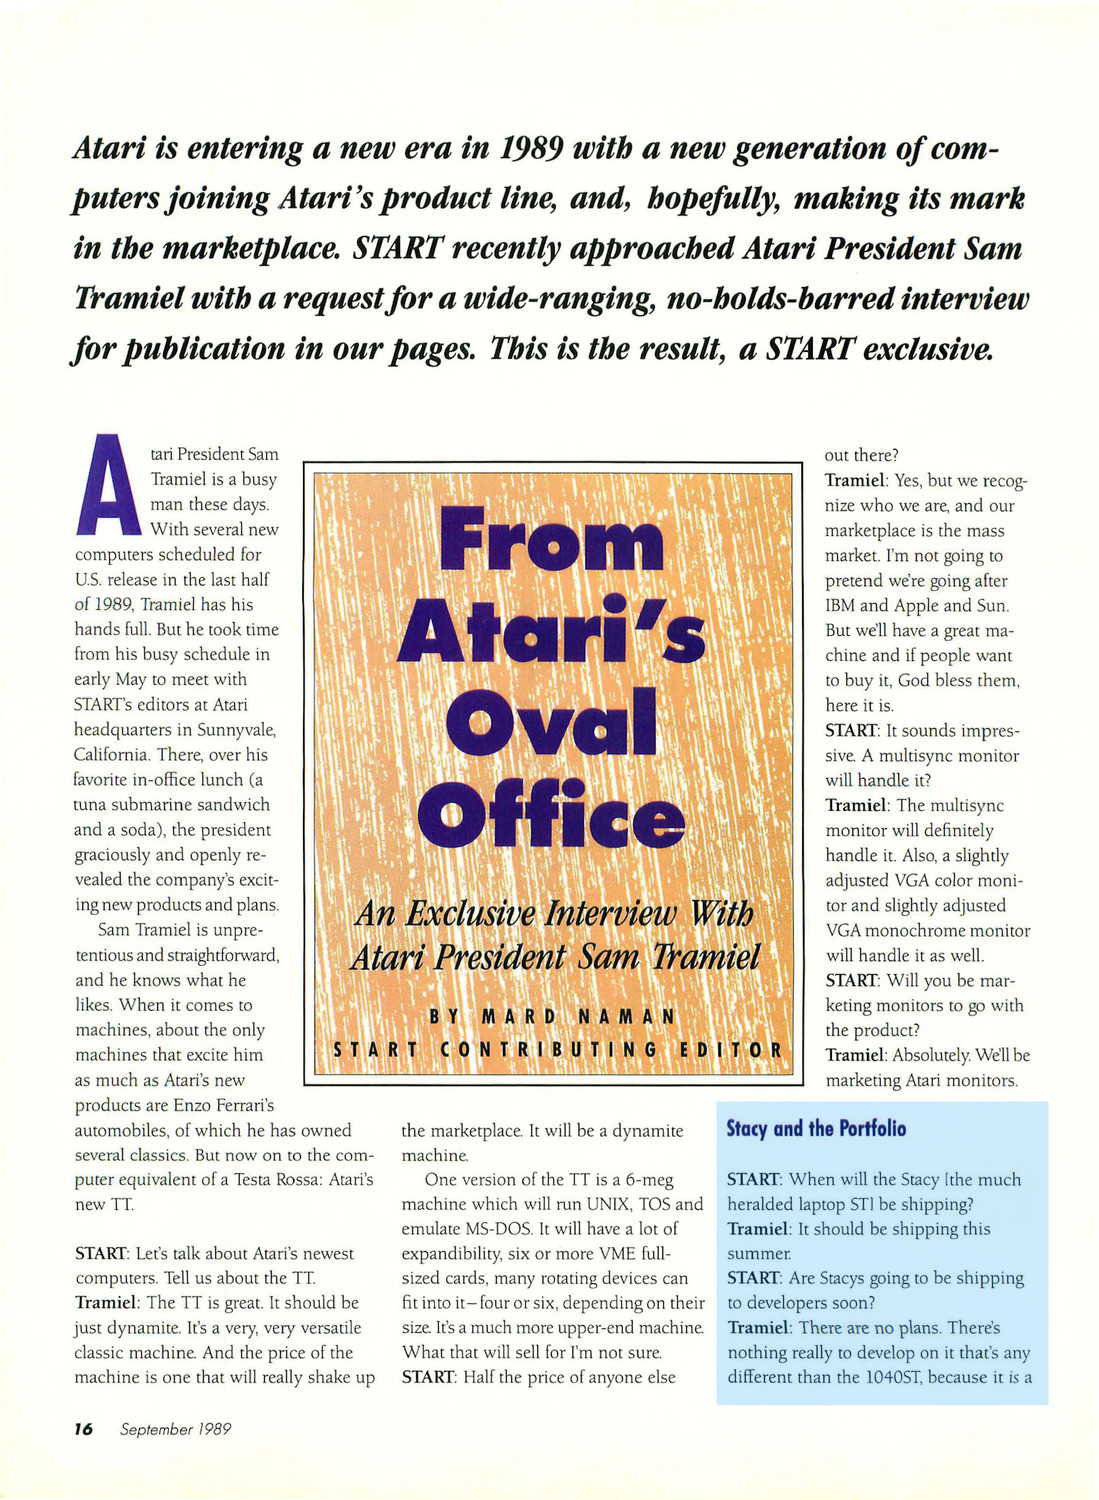 Atari is entering a new era in 1989 with a new generation of com-
puters joining Atari's product line, and, hopefully, making its mark
in the marketplace. START recently approached Atari President Sam
Tramiel with a request for a wide-ranging, no-holds-barred interview
for publication in our pages. This is the result, a START exclusive.
From
Atari's
Oval
Office
An Exclusive Interview With
Atari President Sam Tramiel
BY MARD NAMAN
START CONTRIBUTING EDITOR
Atari President Sam
Tramiel is a busy
man these days.
With several new
computers scheduled for
U.S. release in the last half
of 1989, Tramiel has his
hands full. But he took time
from his busy schedule in
early May to meet with
START's editors at Atari
headquarters in Sunnyvale,
California. There, over his
favorite in-office lunch (a
tuna submarine sandwich
and a soda), the president
graciously and openly re-
vealed the company's excit-
ing new products and plans.
Sam Tramiel is unpre-
tentious and straightforward,
and he knows what he
likes. When it comes to
machines, about the only
machines that excite him
as much as Atari's new
products are Enzo Ferrari's
automobiles, of which he has owned
several classics. But now on to the com-
puter equivalent of a Testa Rossa: Atari's
new TT.
START: Let's talk about Atari's newest
computers. Tell us about the TT.
Tramiel: The TT is great. It should be
just dynamite. It's a very, very versatile
classic machine. And the price of the
machine is one that will really shake up
the marketplace. It will be a dynamite
machine.
One version of the TT is a 6-meg
machine which will run UNIX, TOS and
emulate MS-DOS. It will have a lot of
expandibility, six or more VME full-
sized cards, many rotating devices can
fit into it—four or six, depending on their
size. It's a much more upper-end machine.
What that will sell for I'm not sure.
START: Half the price of anyone else
out there?
Tramiel: Yes, but we recog-
nize who we are, and our
marketplace is the mass
market. I'm not going to
pretend we're going after
IBM and Apple and Sun.
But we'll have a great ma-
chine and if people want
to buy it, God bless them,
here it is.
START: It sounds impres-
sive. A multisync monitor
will handle it?
Tramiel: The multisync
monitor will definitely
handle it. Also, a slightly
adjusted VGA color moni-
tor and slightly adjusted
VGA monochrome monitor
will handle it as well.
START: Will you be mar-
keting monitors to go with
the product?
Tramiel: Absolutely. We'll be
marketing Atari monitors.
Stacy and the Portfolio
START: When will the Stacy [the much
heralded laptop ST] be shipping?
Tramiel: It should be shipping this
summer.
START: Are Stacys going to be shipping
to developers soon?
Tramiel: There are no plans. There's
nothing really to develop on it that's any
different than the 1040ST, because it is a
16 September 1989